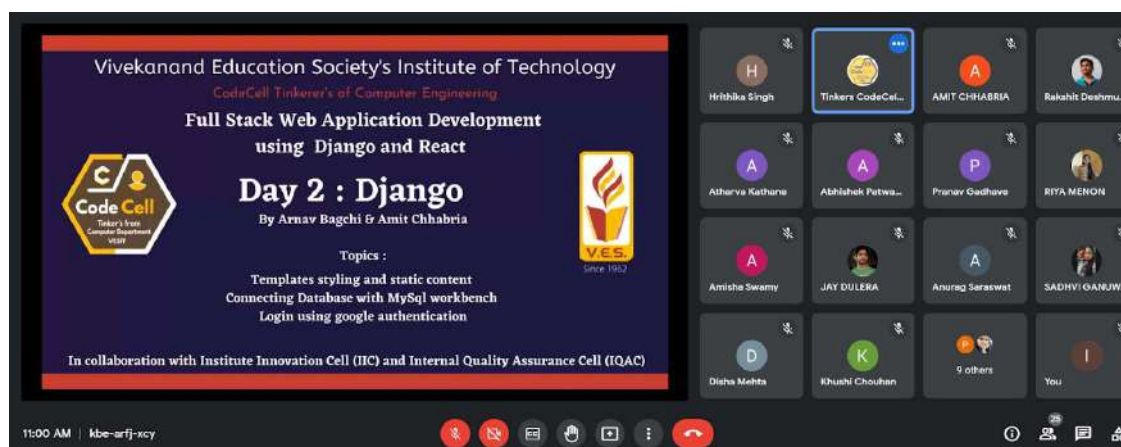 Vivekanand Education Society's Institute of Technology
CodeCell Tinkerer's of Computer Engineering
Full Stack Web Application Development
using Django and React
Day 2 : Django
By Arnav Bagchi & Amit Chhabria
Topics :
Templates styling and static content
Connecting Database with MySql workbench
Login using google authentication
In collaboration with Institute Innovation Cell (IIC) and Internal Quality Assurance Cell (IQAC)
C
Code Cell
Tinker's from
Computer Department
VESIT
V.E.S.
Since 1962
H
Hrithika Singh
Tinkers CodeCel...
A
AMIT CHHABRIA
Rakshit Deshmu...
A
Atharva Kathane
A
Abhishek Patwa...
P
Pranav Gadhave
RIYA MENON
A
Amisha Swamy
JAY DULERA
A
Anurag Saraswat
SADHVI GANUW
D
Disha Mehta
K
Khushi Chouhan
P
9 others
I
You
11:00 AM | kbe-arfj-xcy
25